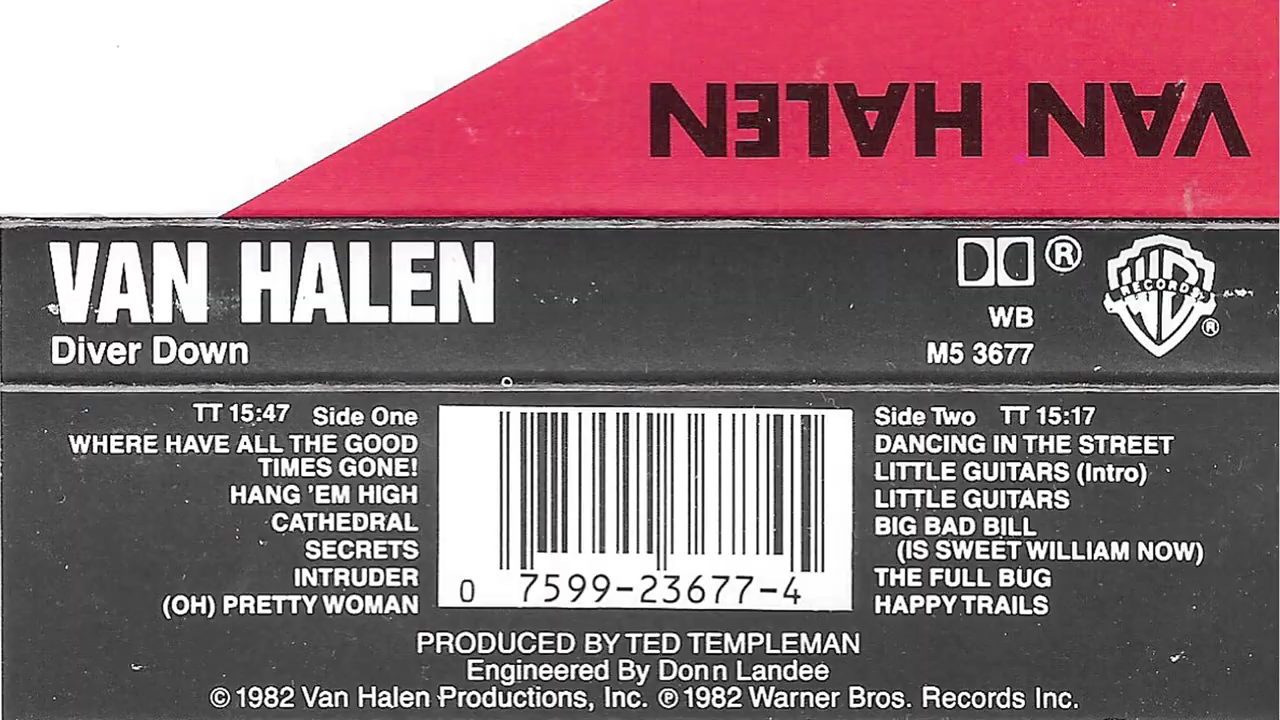 VAN HALEN
VAN HALEN
Diver Down
®
WB
M5 3677
WB
RECORDS
®
TT 15:47 Side One
WHERE HAVE ALL THE GOOD
TIMES GONE!
HANG 'EM HIGH
CATHEDRAL
SECRETS
INTRUDER
(OH) PRETTY WOMAN
0 7599-23677-4
Side Two TT 15:17
DANCING IN THE STREET
LITTLE GUITARS (Intro)
LITTLE GUITARS
BIG BAD BILL
(IS SWEET WILLIAM NOW)
THE FULL BUG
HAPPY TRAILS
PRODUCED BY TED TEMPLEMAN
Engineered By Donn Landee
© 1982 Van Halen Productions, Inc. ℗ 1982 Warner Bros. Records Inc.